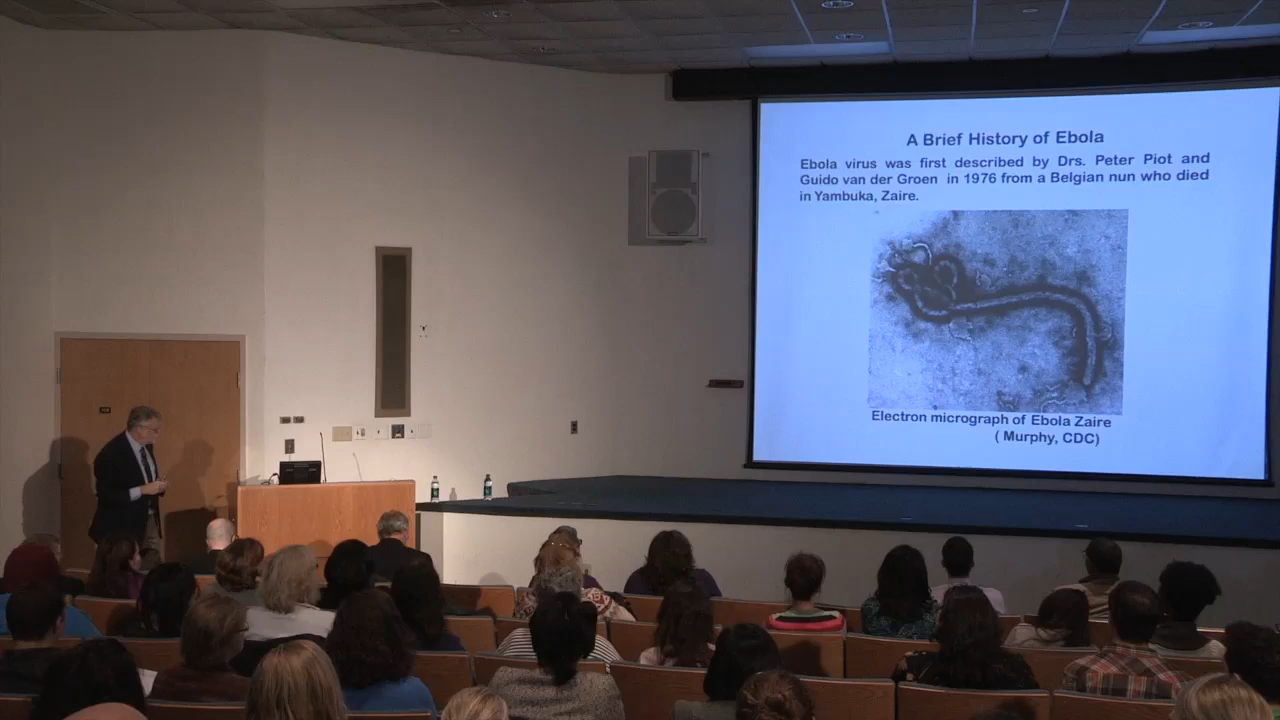 A Brief History of Ebola
Ebola virus was first described by Drs. Peter Piot and
Guido van der Groen in 1976 from a Belgian nun who died
in Yambuka, Zaire.
Electron micrograph of Ebola Zaire
( Murphy, CDC)